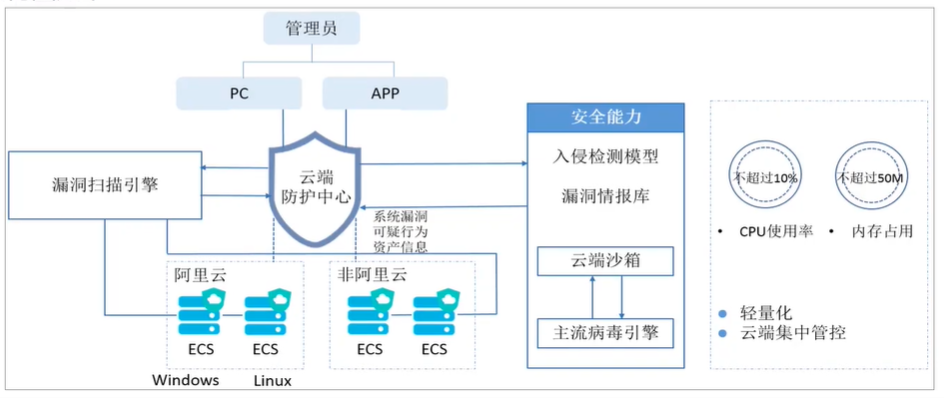 管理员
PC
APP
漏洞扫描引擎
云端
防护中心
系统漏洞
可疑行为
资产信息
安全能力
入侵检测模型
漏洞情报库
云端沙箱
主流病毒引擎
不超过10%
不超过50M
• CPU使用率 • 内存占用
轻量化
云端集中管控
阿里云
ECS ECS
Windows Linux
非阿里云
ECS ECS